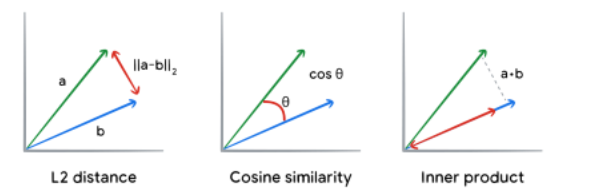 a
||a-b||₂
b
L2 distance
cos θ
θ
Cosine similarity
a•b
Inner product